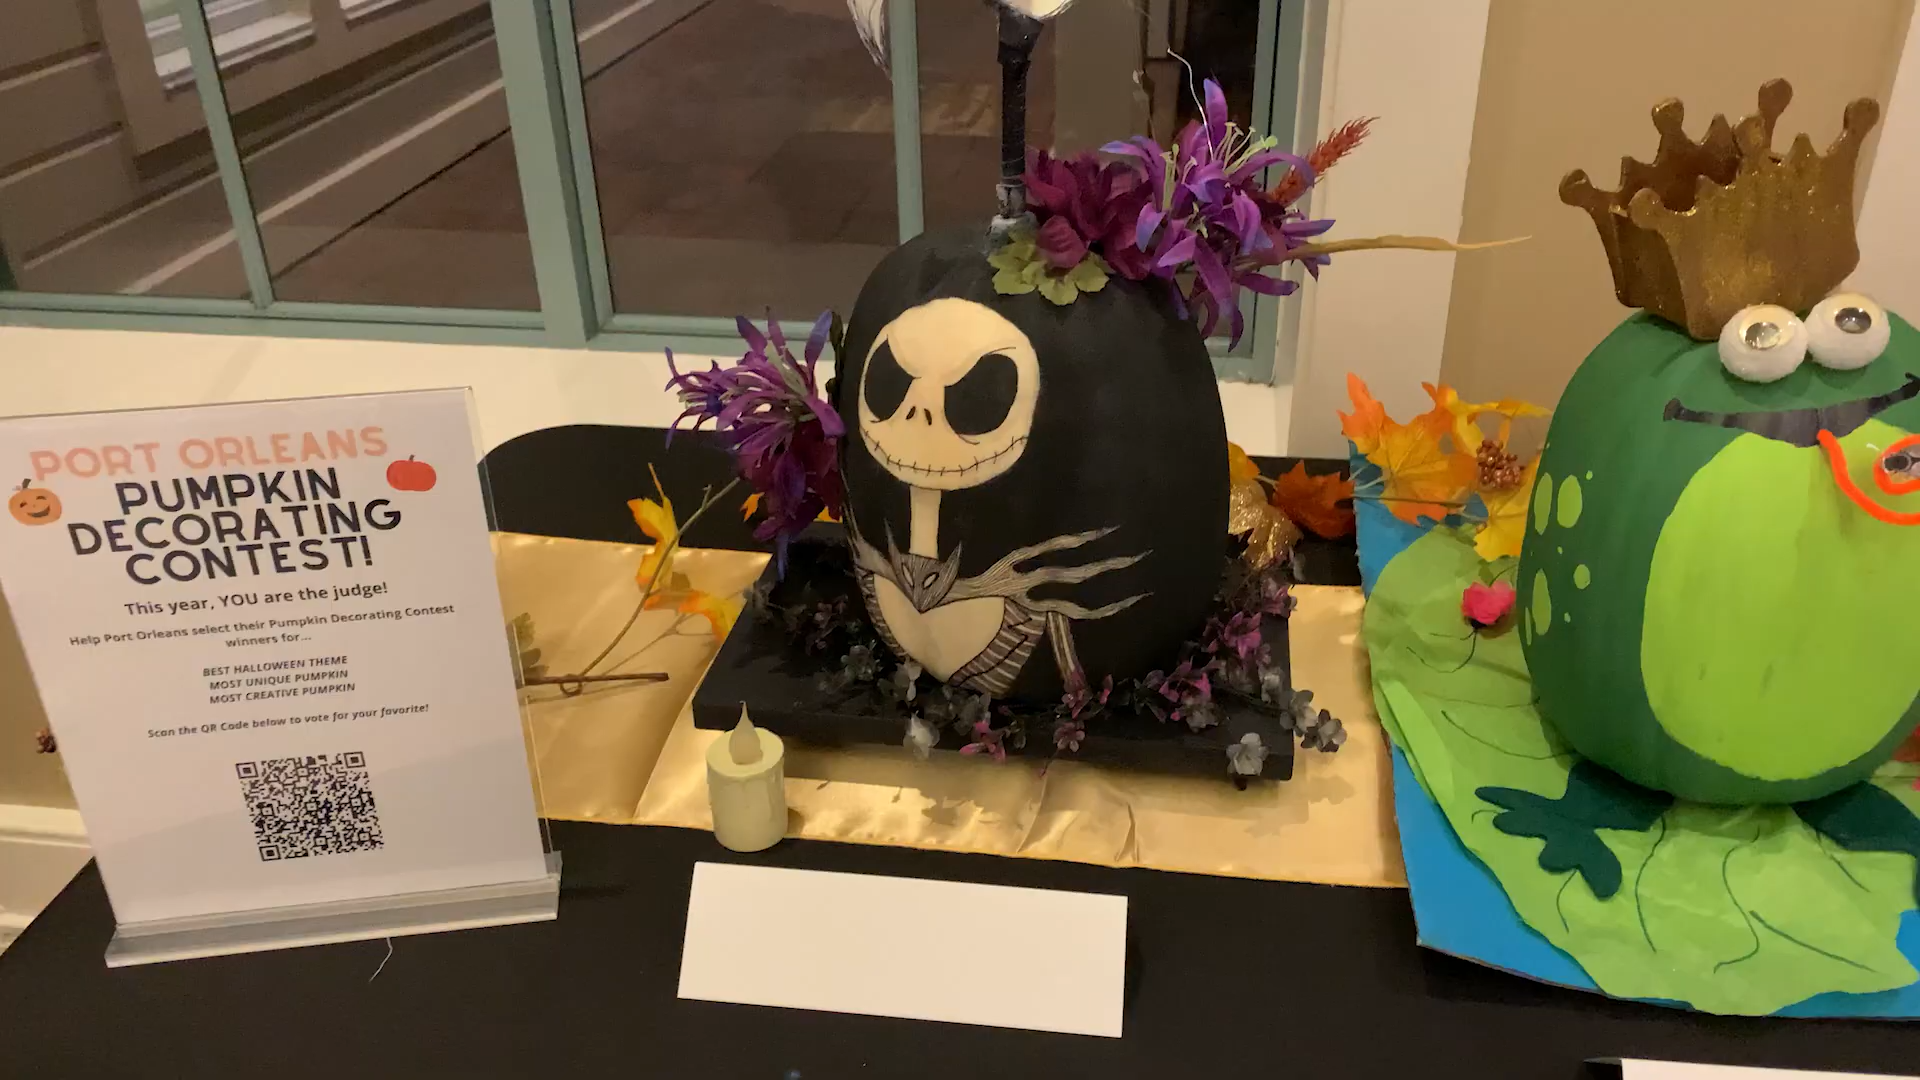 PORT ORLEANS
PUMPKIN
DECORATING
CONTEST!
This year, YOU are the judge!
Help Port Orleans select their Pumpkin Decorating Contest
winners for...
BEST HALLOWEEN THEME
MOST UNIQUE PUMPKIN
MOST CREATIVE PUMPKIN
Scan the QR Code below to vote for your favorite!